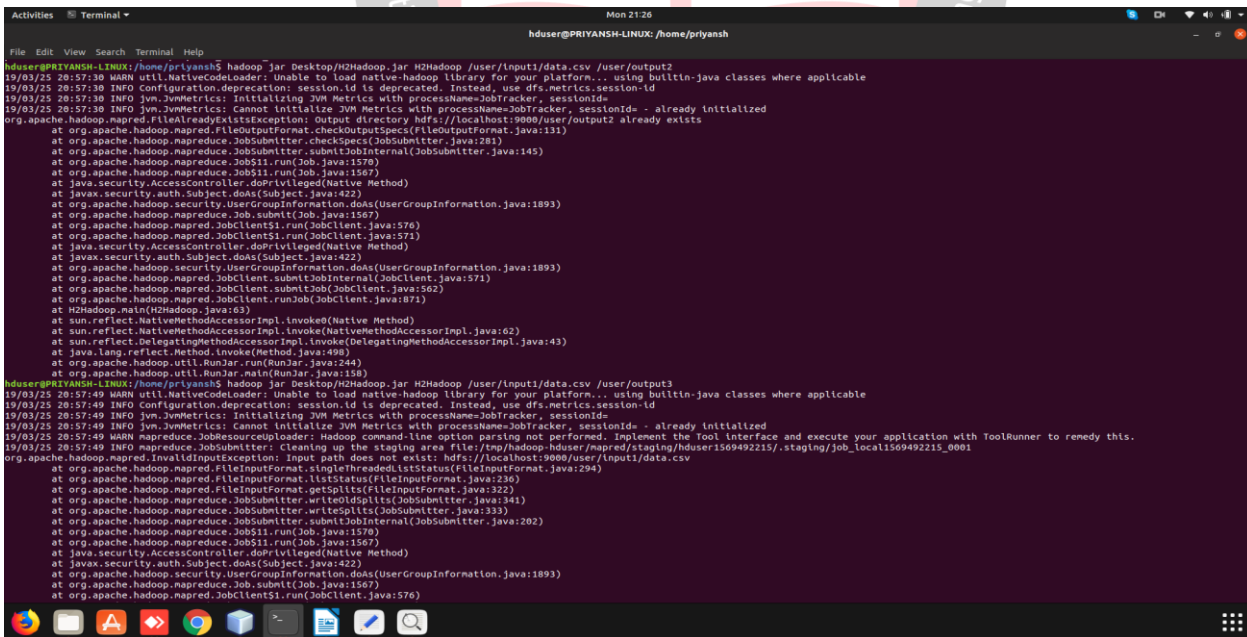 Activities Terminal Mon 21:26
hduser@PRIYANSH-LINUX: /home/priyansh
File Edit View Search Terminal Help
hduser@PRIYANSH-LINUX:/home/priyansh$ hadoop jar Desktop/H2Hadoop.jar H2Hadoop /user/input1/data.csv /user/output2
19/03/25 20:57:30 WARN util.NativeCodeLoader: Unable to load native-hadoop library for your platform... using builtin-java classes where applicable
19/03/25 20:57:30 INFO Configuration.deprecation: session.id is deprecated. Instead, use dfs.metrics.session-id
19/03/25 20:57:30 INFO jvm.JvmMetrics: Initializing JVM Metrics with processName=JobTracker, sessionId=
19/03/25 20:57:30 INFO jvm.JvmMetrics: Cannot initialize JVM Metrics with processName=JobTracker, sessionId= - already initialized
org.apache.hadoop.mapred.FileAlreadyExistsException: Output directory hdfs://localhost:9000/user/output2 already exists
at org.apache.hadoop.mapred.FileOutputFormat.checkOutputSpecs(FileOutputFormat.java:131)
at org.apache.hadoop.mapreduce.JobSubmitter.checkSpecs(JobSubmitter.java:281)
at org.apache.hadoop.mapreduce.JobSubmitter.submitJobInternal(JobSubmitter.java:145)
at org.apache.hadoop.mapreduce.Job$11.run(Job.java:1570)
at org.apache.hadoop.mapreduce.Job$11.run(Job.java:1567)
at java.security.AccessController.doPrivileged(Native Method)
at javax.security.auth.Subject.doAs(Subject.java:422)
at org.apache.hadoop.security.UserGroupInformation.doAs(UserGroupInformation.java:1893)
at org.apache.hadoop.mapreduce.Job.submit(Job.java:1567)
at org.apache.hadoop.mapred.JobClient$1.run(JobClient.java:576)
at org.apache.hadoop.mapred.JobClient$1.run(JobClient.java:571)
at java.security.AccessController.doPrivileged(Native Method)
at javax.security.auth.Subject.doAs(Subject.java:422)
at org.apache.hadoop.security.UserGroupInformation.doAs(UserGroupInformation.java:1893)
at org.apache.hadoop.mapred.JobClient.submitJobInternal(JobClient.java:571)
at org.apache.hadoop.mapred.JobClient.submitJob(JobClient.java:562)
at org.apache.hadoop.mapred.JobClient.runJob(JobClient.java:871)
at H2Hadoop.main(H2Hadoop.java:63)
at sun.reflect.NativeMethodAccessorImpl.invoke0(Native Method)
at sun.reflect.NativeMethodAccessorImpl.invoke(NativeMethodAccessorImpl.java:62)
at sun.reflect.DelegatingMethodAccessorImpl.invoke(DelegatingMethodAccessorImpl.java:43)
at java.lang.reflect.Method.invoke(Method.java:498)
at org.apache.hadoop.util.RunJar.run(RunJar.java:244)
at org.apache.hadoop.util.RunJar.main(RunJar.java:158)
hduser@PRIYANSH-LINUX:/home/priyansh$ hadoop jar Desktop/H2Hadoop.jar H2Hadoop /user/input1/data.csv /user/output3
19/03/25 20:57:49 WARN util.NativeCodeLoader: Unable to load native-hadoop library for your platform... using builtin-java classes where applicable
19/03/25 20:57:49 INFO Configuration.deprecation: session.id is deprecated. Instead, use dfs.metrics.session-id
19/03/25 20:57:49 INFO jvm.JvmMetrics: Initializing JVM Metrics with processName=JobTracker, sessionId=
19/03/25 20:57:49 INFO jvm.JvmMetrics: Cannot initialize JVM Metrics with processName=JobTracker, sessionId= - already initialized
19/03/25 20:57:49 WARN mapreduce.JobResourceUploader: Hadoop command-line option parsing not performed. Implement the Tool interface and execute your application with ToolRunner to remedy this.
19/03/25 20:57:49 INFO mapreduce.JobSubmitter: Cleaning up the staging area file:/tmp/hadoop-hduser/mapred/staging/hduser1569492215/.staging/job_local1569492215_0001
org.apache.hadoop.mapred.InvalidInputException: Input path does not exist: hdfs://localhost:9000/user/input1/data.csv
at org.apache.hadoop.mapred.FileInputFormat.singleThreadedListStatus(FileInputFormat.java:294)
at org.apache.hadoop.mapred.FileInputFormat.listStatus(FileInputFormat.java:236)
at org.apache.hadoop.mapred.FileInputFormat.getSplits(FileInputFormat.java:322)
at org.apache.hadoop.mapreduce.JobSubmitter.writeOldSplits(JobSubmitter.java:341)
at org.apache.hadoop.mapreduce.JobSubmitter.writeSplits(JobSubmitter.java:333)
at org.apache.hadoop.mapreduce.JobSubmitter.submitJobInternal(JobSubmitter.java:202)
at org.apache.hadoop.mapreduce.Job$11.run(Job.java:1570)
at org.apache.hadoop.mapreduce.Job$11.run(Job.java:1567)
at java.security.AccessController.doPrivileged(Native Method)
at javax.security.auth.Subject.doAs(Subject.java:422)
at org.apache.hadoop.security.UserGroupInformation.doAs(UserGroupInformation.java:1893)
at org.apache.hadoop.mapreduce.Job.submit(Job.java:1567)
at org.apache.hadoop.mapred.JobClient$1.run(JobClient.java:576)